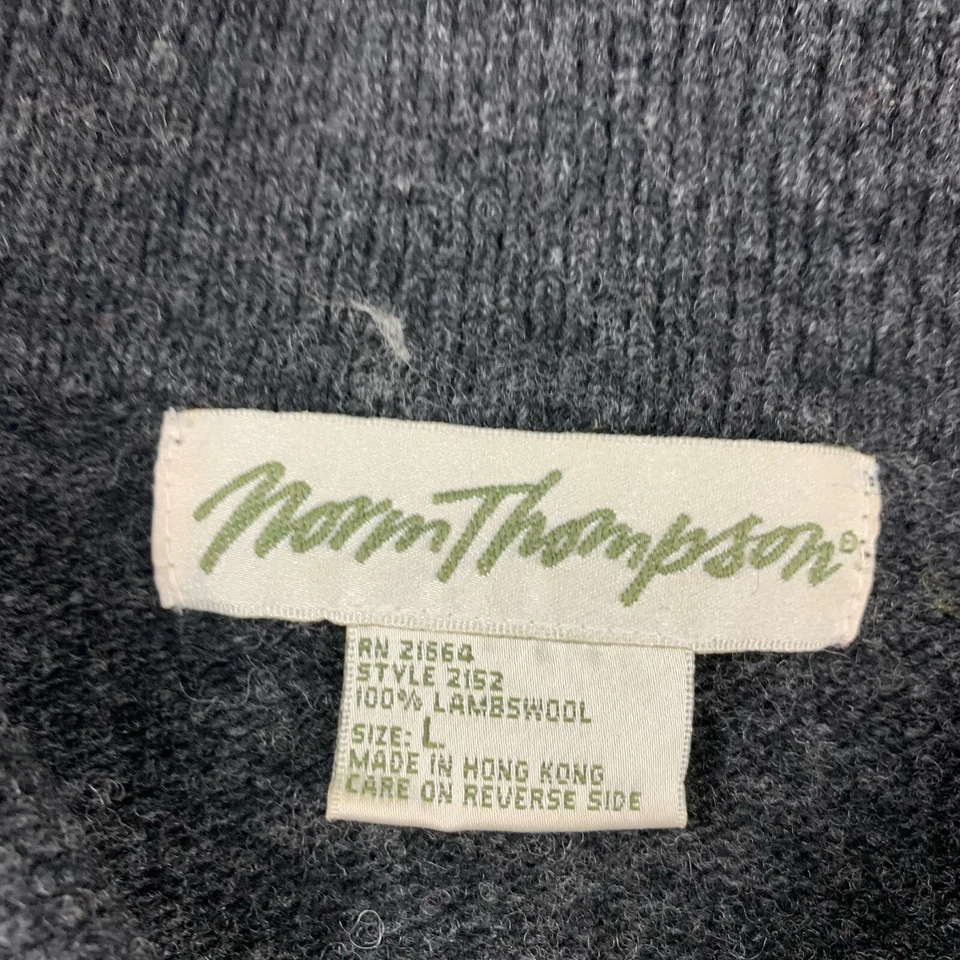 Norm Thompson®
RN 21664
STYLE 2152
100% LAMBSWOOL
SIZE: L
MADE IN HONG KONG
CARE ON REVERSE SIDE